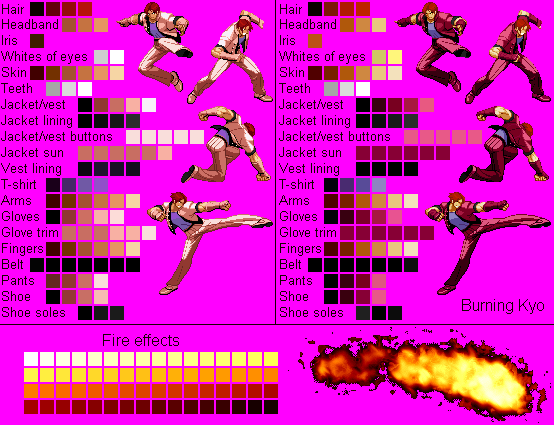 Hair
Headband
Iris
Whites of eyes
Skin
Teeth
Jacket/vest
Jacket lining
Jacket/vest buttons
Jacket sun
Vest lining
T-shirt
Arms
Gloves
Glove trim
Fingers
Belt
Pants
Shoe
Shoe soles
Hair
Headband
Iris
Whites of eyes
Skin
Teeth
Jacket/vest
Jacket lining
Jacket/vest buttons
Jacket sun
Vest lining
T-shirt
Arms
Gloves
Glove trim
Fingers
Belt
Pants
Shoe
Shoe soles
Burning Kyo
Fire effects